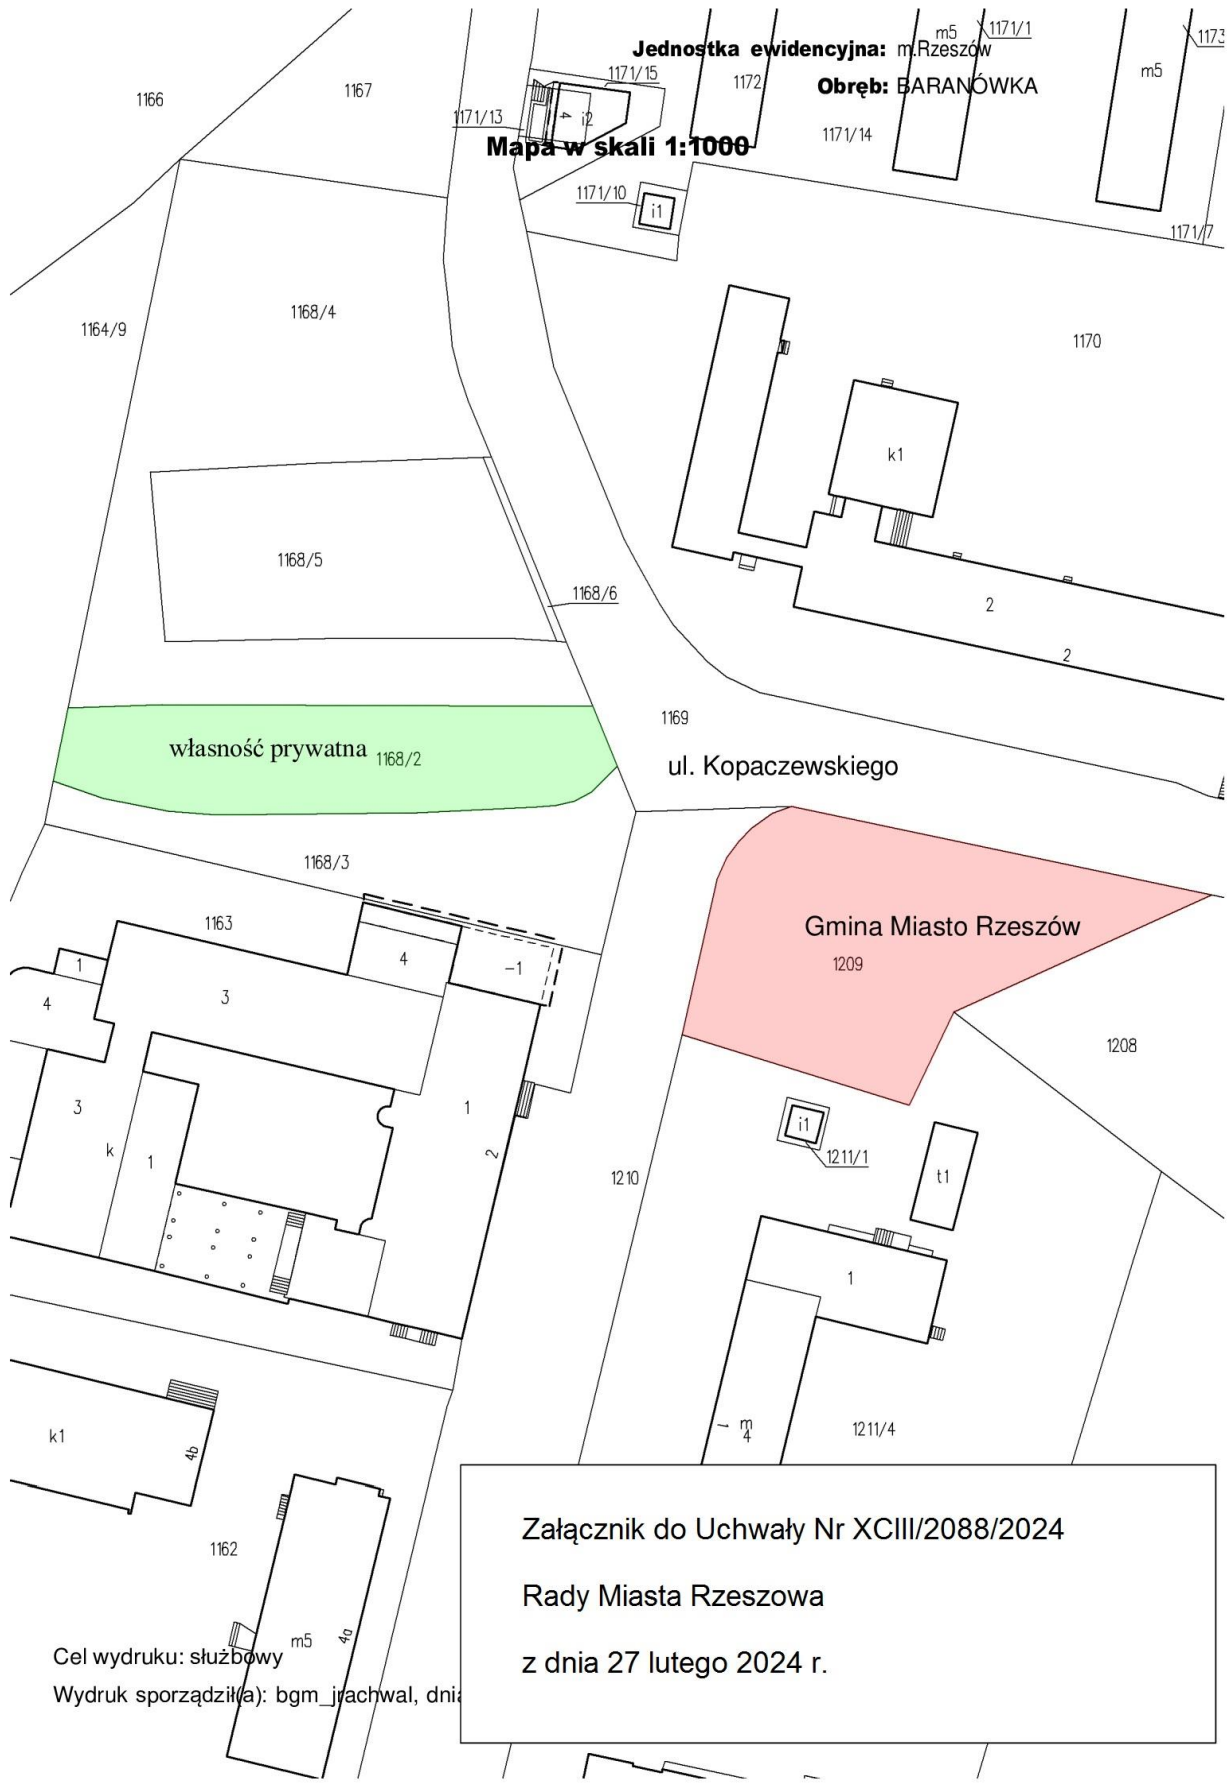 m5
1171/1
1173
Jednostka ewidencyjna: m.Rzeszów
1171/15
m5
1167
1172
Obręb: BARANÓWKA
1166
1171/13
4
i2
1171/14
Mapa w skali 1:1000
1171/10
i1
1171/7
1168/4
1164/9
1170
k1
1168/5
1168/6
2
2
1169
własność prywatna 1168/2
ul. Kopaczewskiego
1168/3
1163
Gmina Miasto Rzeszów
1
4
-1
1209
4
3
1208
3
1
i1
k
1
2
1211/1
1210
t1
1
k1
4b
1
m
4
1211/4
Załącznik do Uchwały Nr XCIII/2088/2024
1162
Rady Miasta Rzeszowa
m5
4a
Cel wydruku: służbowy
z dnia 27 lutego 2024 r.
Wydruk sporządził(a): bgm_jrachwal, dnia